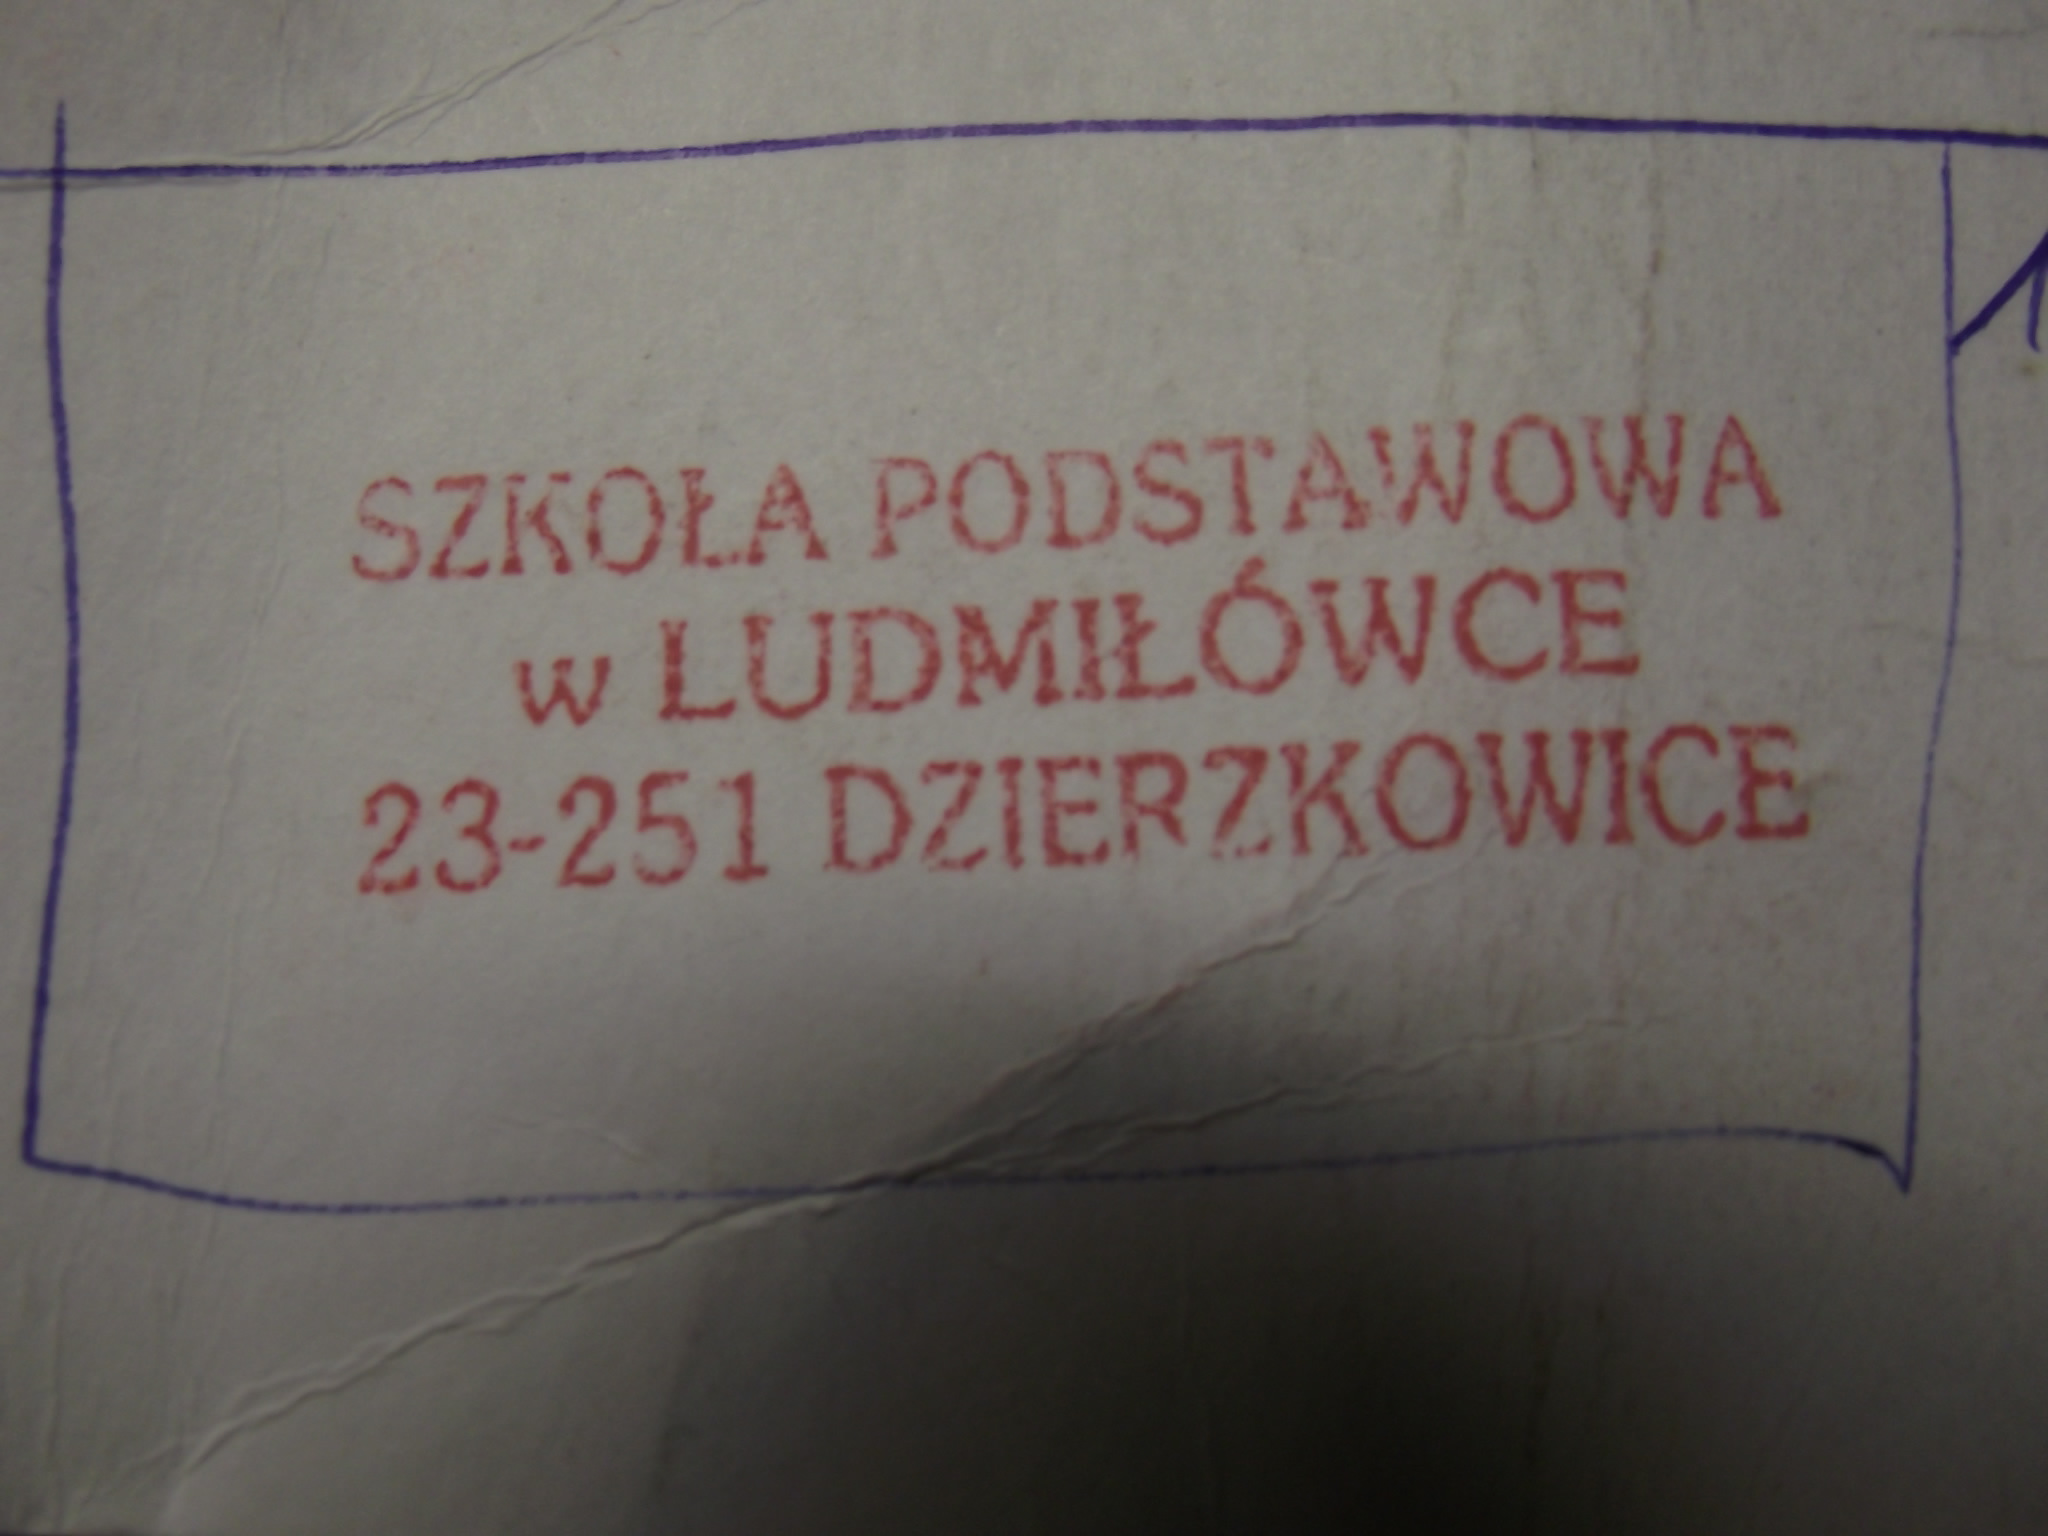 SZKOŁA PODSTAWOWA
w LUDMIŁÓWCE
23-251 DZIERZKOWICE